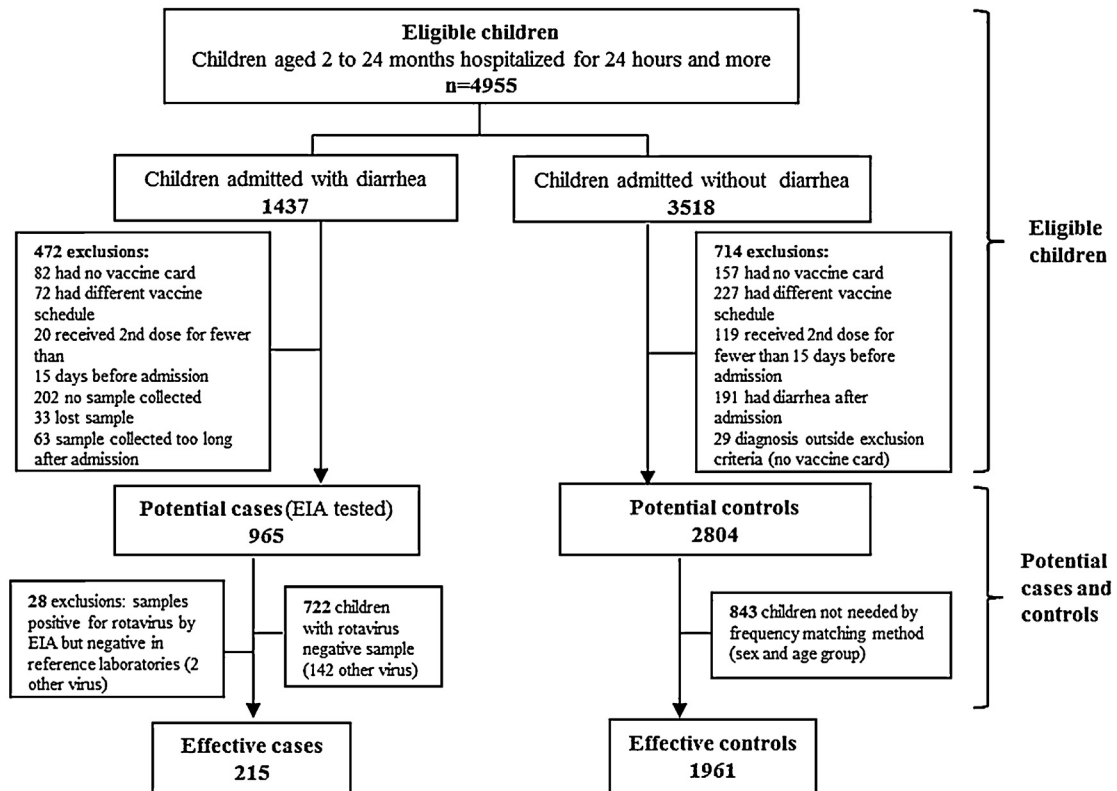 Eligible children
Children aged 2 to 24 months hospitalized for 24 hours and more
n=4955
Children admitted with diarrhea
1437
Children admitted without diarrhea
3518
472 exclusions:
82 had no vaccine card
72 had different vaccine
schedule
20 received 2nd dose for fewer
than
15 days before admission
202 no sample collected
33 lost sample
63 sample collected too long
after admission
714 exclusions:
157 had no vaccine card
227 had different vaccine
schedule
119 received 2nd dose for
fewer than 15 days before
admission
191 had diarrhea after
admission
29 diagnosis outside exclusion
criteria (no vaccine card)
Eligible
children
Potential cases (EIA tested)
965
Potential controls
2804
28 exclusions: samples
positive for rotavirus by
EIA but negative in
reference laboratories (2
other virus)
722 children
with rotavirus
negative sample
(142 other virus)
843 children not needed by
frequency matching method
(sex and age group)
Potential
cases and
controls
Effective cases
215
Effective controls
1961